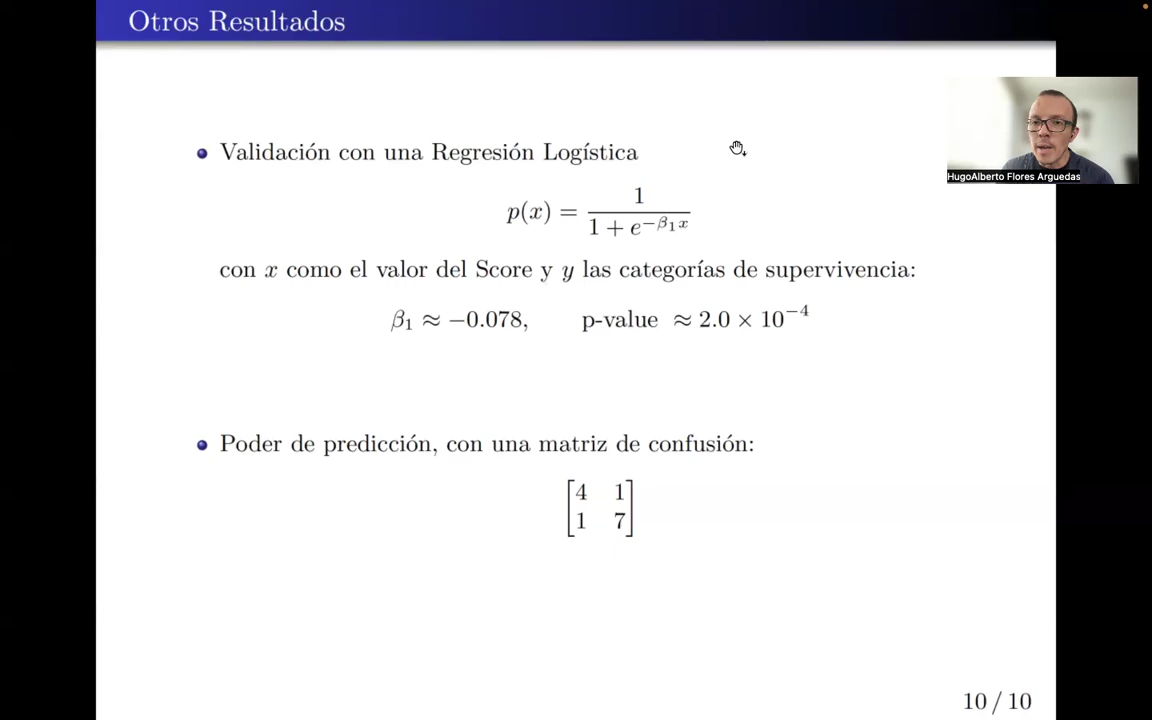 Otros Resultados
HugoAlberto Flores Arguedas
Validación con una Regresión Logística
p(x) = 1 / (1 + e^{−β₁x})
con x como el valor del Score y y las categorías de supervivencia:
β₁ ≈ −0.078, p-value ≈ 2.0 × 10⁻⁴
Poder de predicción, con una matriz de confusión:
[4 1
1 7]
10 / 10